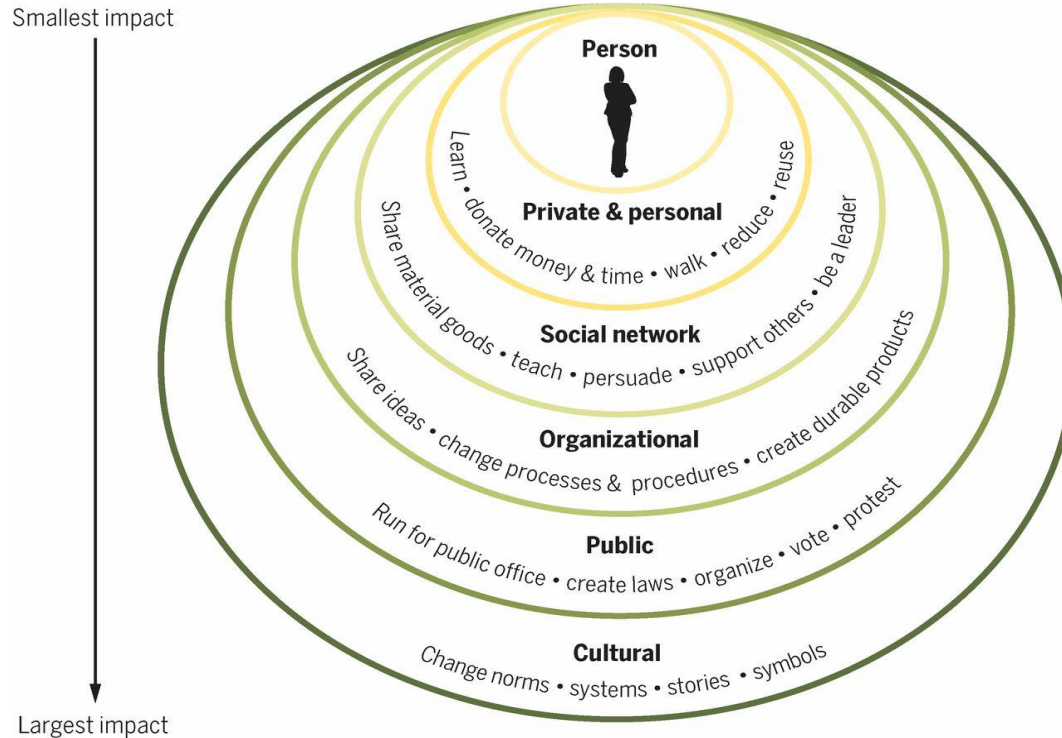 Smallest impact
Person
Private & personal
Learn • donate money & time • walk • reduce • reuse
Social network
Share material goods • teach • persuade • support others • be a leader
Organizational
Share ideas • change processes & procedures • create durable products
Public
Run for public office • create laws • organize • vote • protest
Cultural
Change norms • systems • stories • symbols
Largest impact